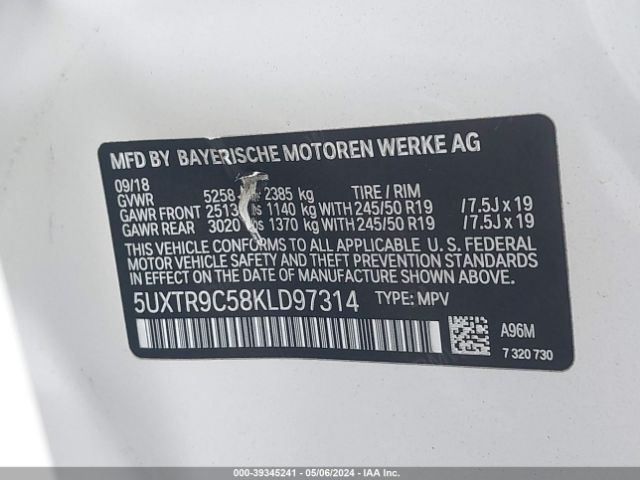 MFD BY BAYERISCHE MOTOREN WERKE AG
09/18
GVWR 5258 2385 kg TIRE / RIM
GAWR FRONT 2513 1140 kg WITH 245/50 R19 /7.5J x 19
GAWR REAR 3020 1370 kg WITH 245/50 R19 /7.5J x 19
THIS VEHICLE CONFORMS TO ALL APPLICABLE U. S. FEDERAL
MOTOR VEHICLE SAFETY AND THEFT PREVENTION STANDARDS
IN EFFECT ON THE DATE OF MANUFACTURE SHOWN ABOVE.
5UXTR9C58KLD97314 TYPE: MPV
A96M
7 320 730
000-39345241 - 05/06/2024 - IAA Inc.